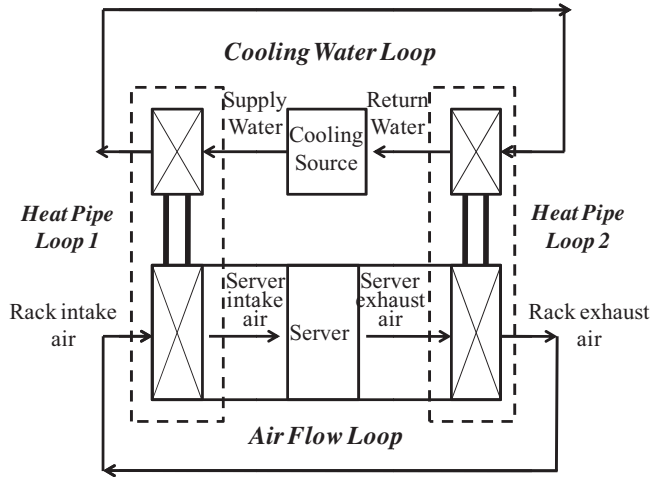 Cooling Water Loop
Supply
Water
Cooling
Source
Return
Water
Heat Pipe
Loop 1
Heat Pipe
Loop 2
Rack intake
air
Server
intake
air
Server
Server
exhaust
air
Rack exhaust
air
Air Flow Loop